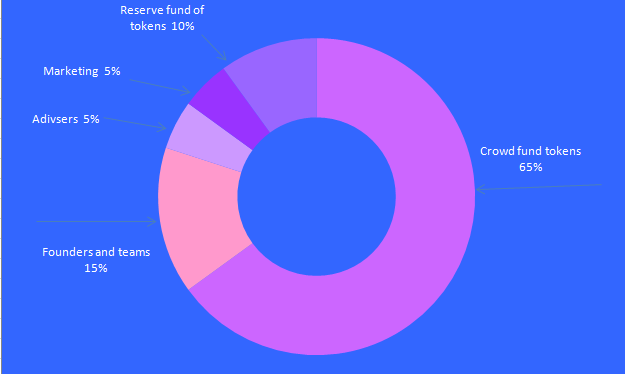 Reserve fund of
tokens 10%
Marketing 5%
Adivsers 5%
Crowd fund tokens
65%
Founders and teams
15%